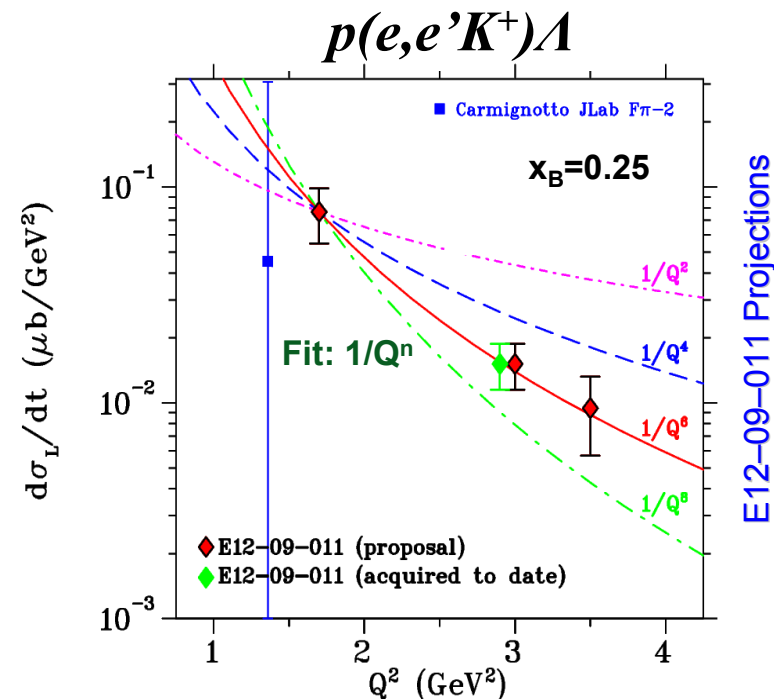 p(e,e’K⁺)Λ
Carmignotto JLab Fπ−2
x_B=0.25
10⁻¹
10⁻²
10⁻³
dσ_L/dt (μb/GeV²)
1/Q²
1/Q⁴
1/Q⁶
1/Q⁸
Fit: 1/Qⁿ
E12−09−011 (proposal)
E12−09−011 (acquired to date)
1 2 3 4
Q² (GeV²)
E12–09–011 Projections